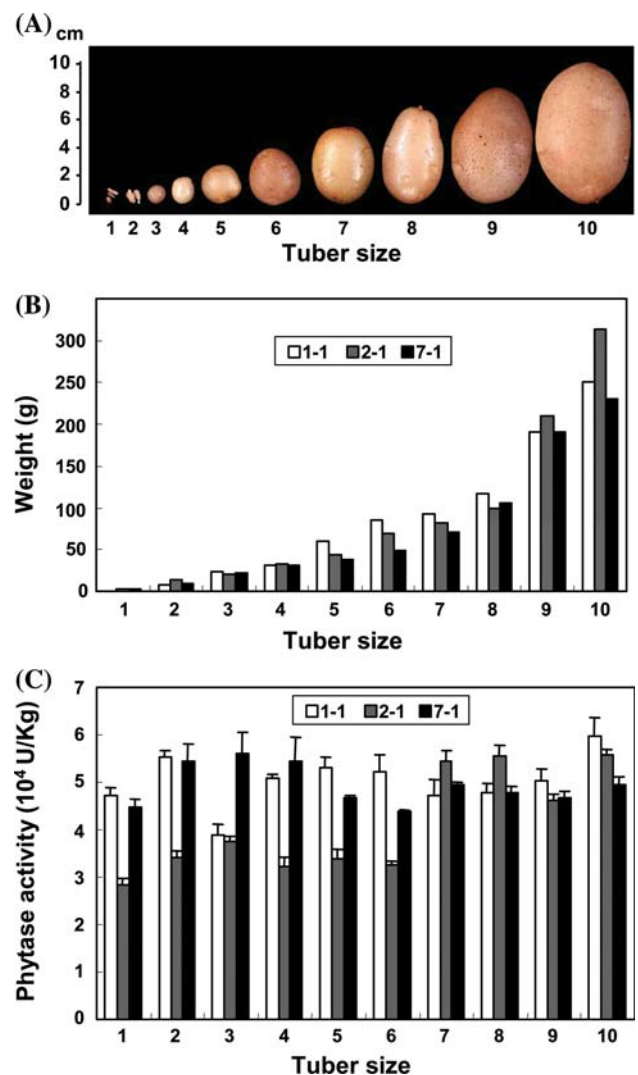 (A)
cm
10
8
6
4
2
0
1 2 3 4 5 6 7 8 9 10
Tuber size
(B)
Weight (g)
300
250
200
150
100
50
0
1-1 2-1 7-1
1 2 3 4 5 6 7 8 9 10
Tuber size
(C)
Phytase activity (10⁴ U/Kg)
7
6
5
4
3
2
1
0
1-1 2-1 7-1
1 2 3 4 5 6 7 8 9 10
Tuber size